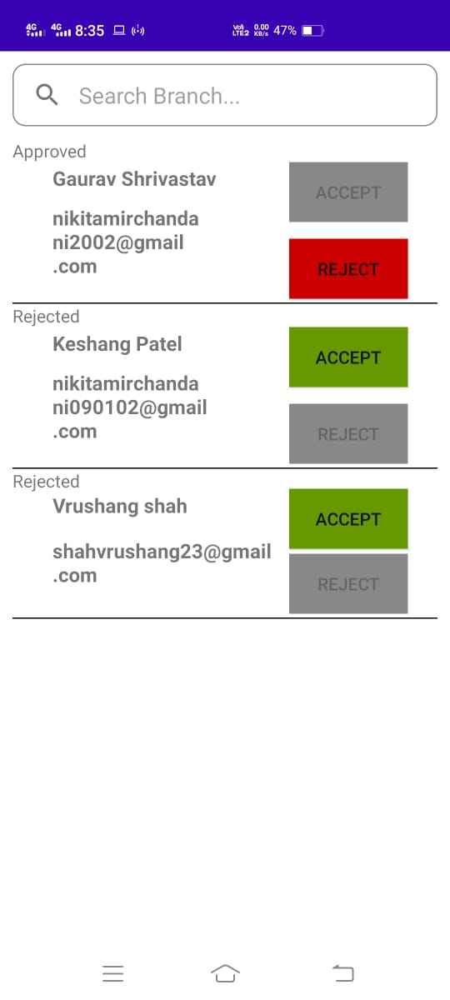 4G 4G 8:35 VoII LTE2 0.00 KB/s 47%
Search Branch...
Approved
Gaurav Shrivastav
ACCEPT
nikitamirchanda
ni2002@gmail
.com
REJECT
Rejected
Keshang Patel
ACCEPT
nikitamirchanda
ni090102@gmail
.com
REJECT
Rejected
Vrushang shah
ACCEPT
shahvrushang23@gmail
.com
REJECT